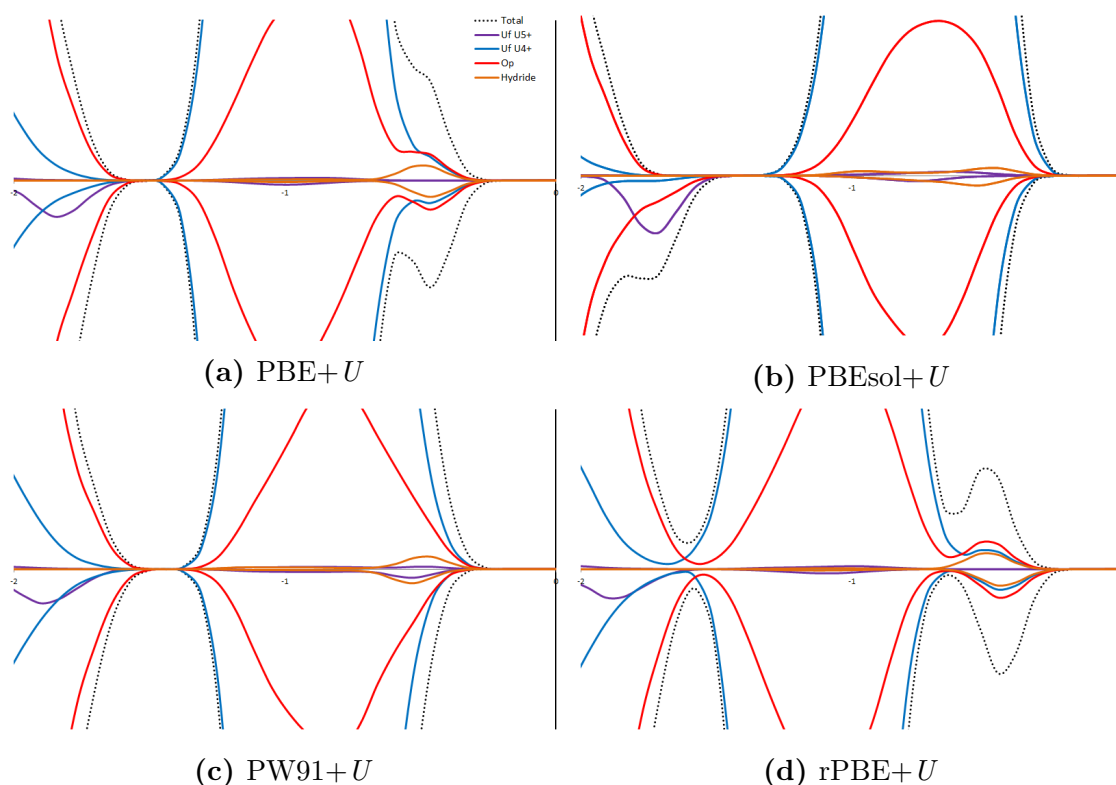 Total
Uf U5+
Uf U4+
Op
Hydride
-2
-1
0
(a) PBE+U
-2
-1
(b) PBEsol+U
-2
-1
0
(c) PW91+U
-2
-1
(d) rPBE+U